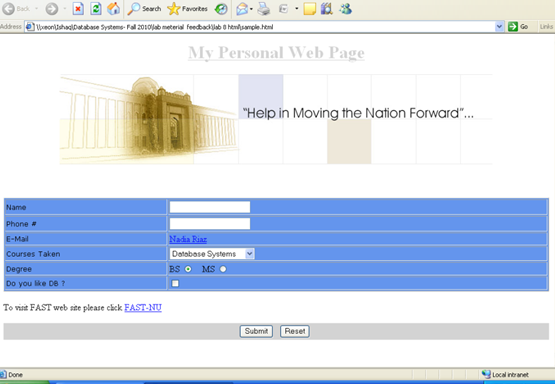 Back
Search
Favorites
Address \\xeon\Ishaq\Database Systems- Fall 2010\lab meterial feedback\lab 8 html\sample.html
Go
Links
My Personal Web Page
“Help in Moving the Nation Forward”...
Name
Phone #
E-Mail Nadia Riaz
Courses Taken Database Systems
Degree BS MS
Do you like DB ?
To visit FAST web site please click FAST-NU
Submit Reset
Done
Local intranet